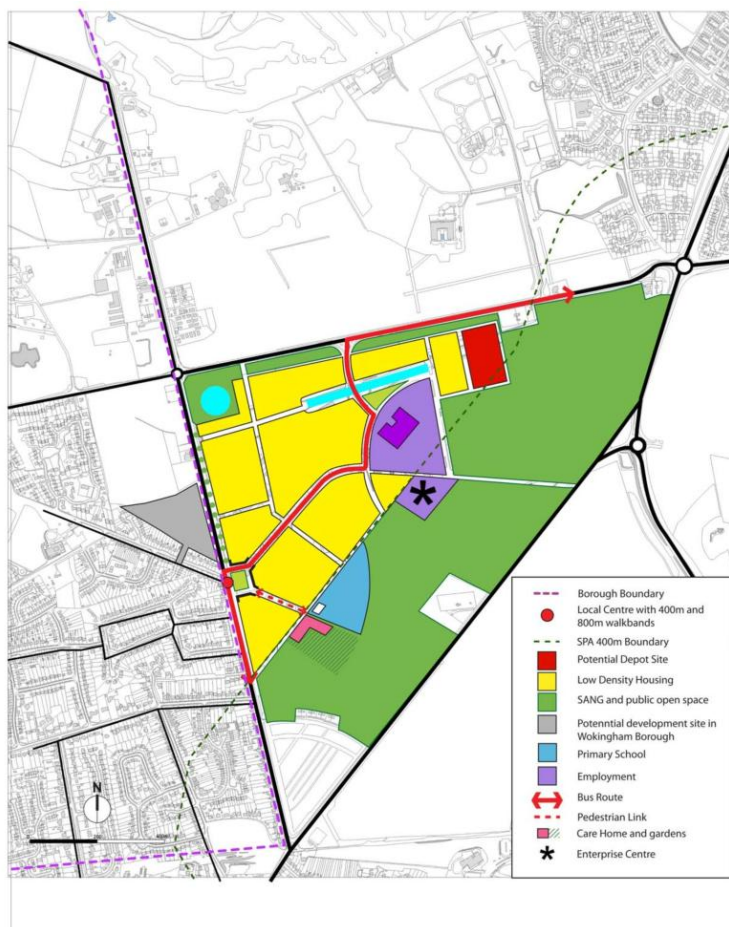 Borough Boundary
Local Centre with 400m and
800m walkbands
SPA 400m Boundary
Potential Depot Site
Low Density Housing
SANG and public open space
Potenntial development site in
Wokingham Borough
Primary School
Employment
Bus Route
Pedestrian Link
Care Home and gardens
Enterprise Centre
N